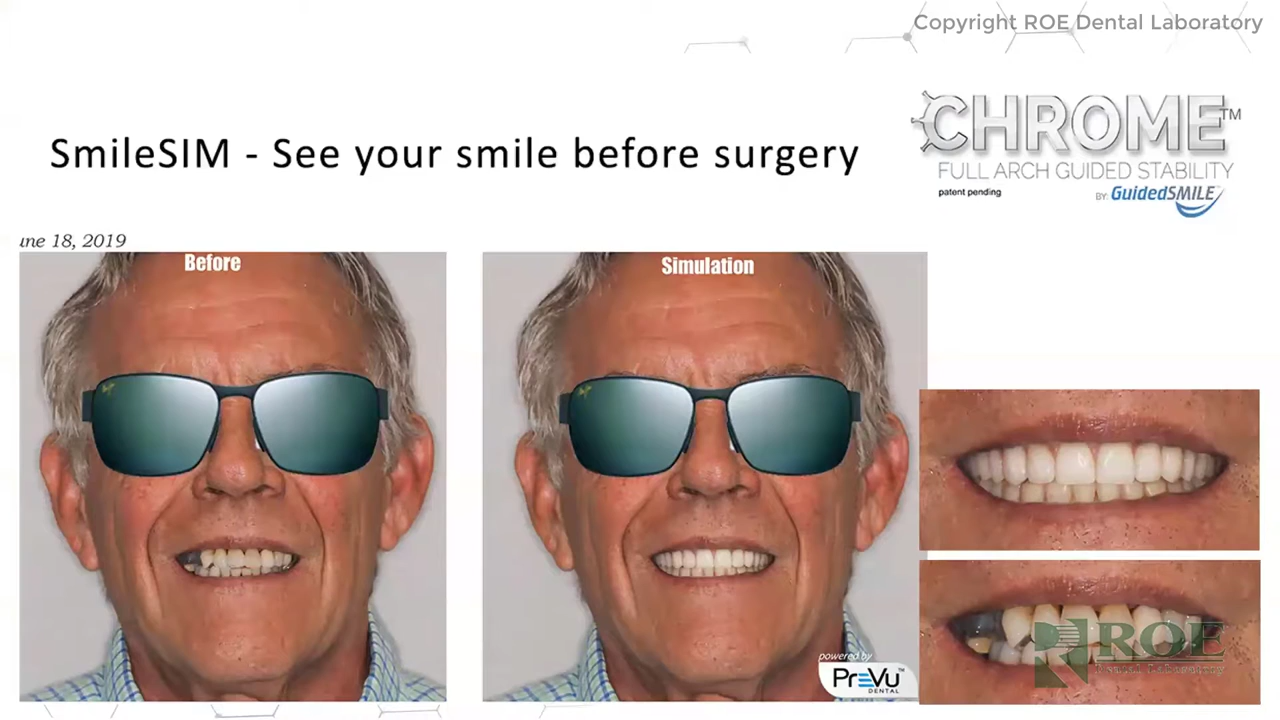 Copyright ROE Dental Laboratory
CHROME™
SmileSIM - See your smile before surgery
FULL ARCH GUIDED STABILITY
patent pending
BY: GuidedSMILE
une 18, 2019
Before
Simulation
ROE
Dental Laboratory
powered by
PreVu™
DENTAL